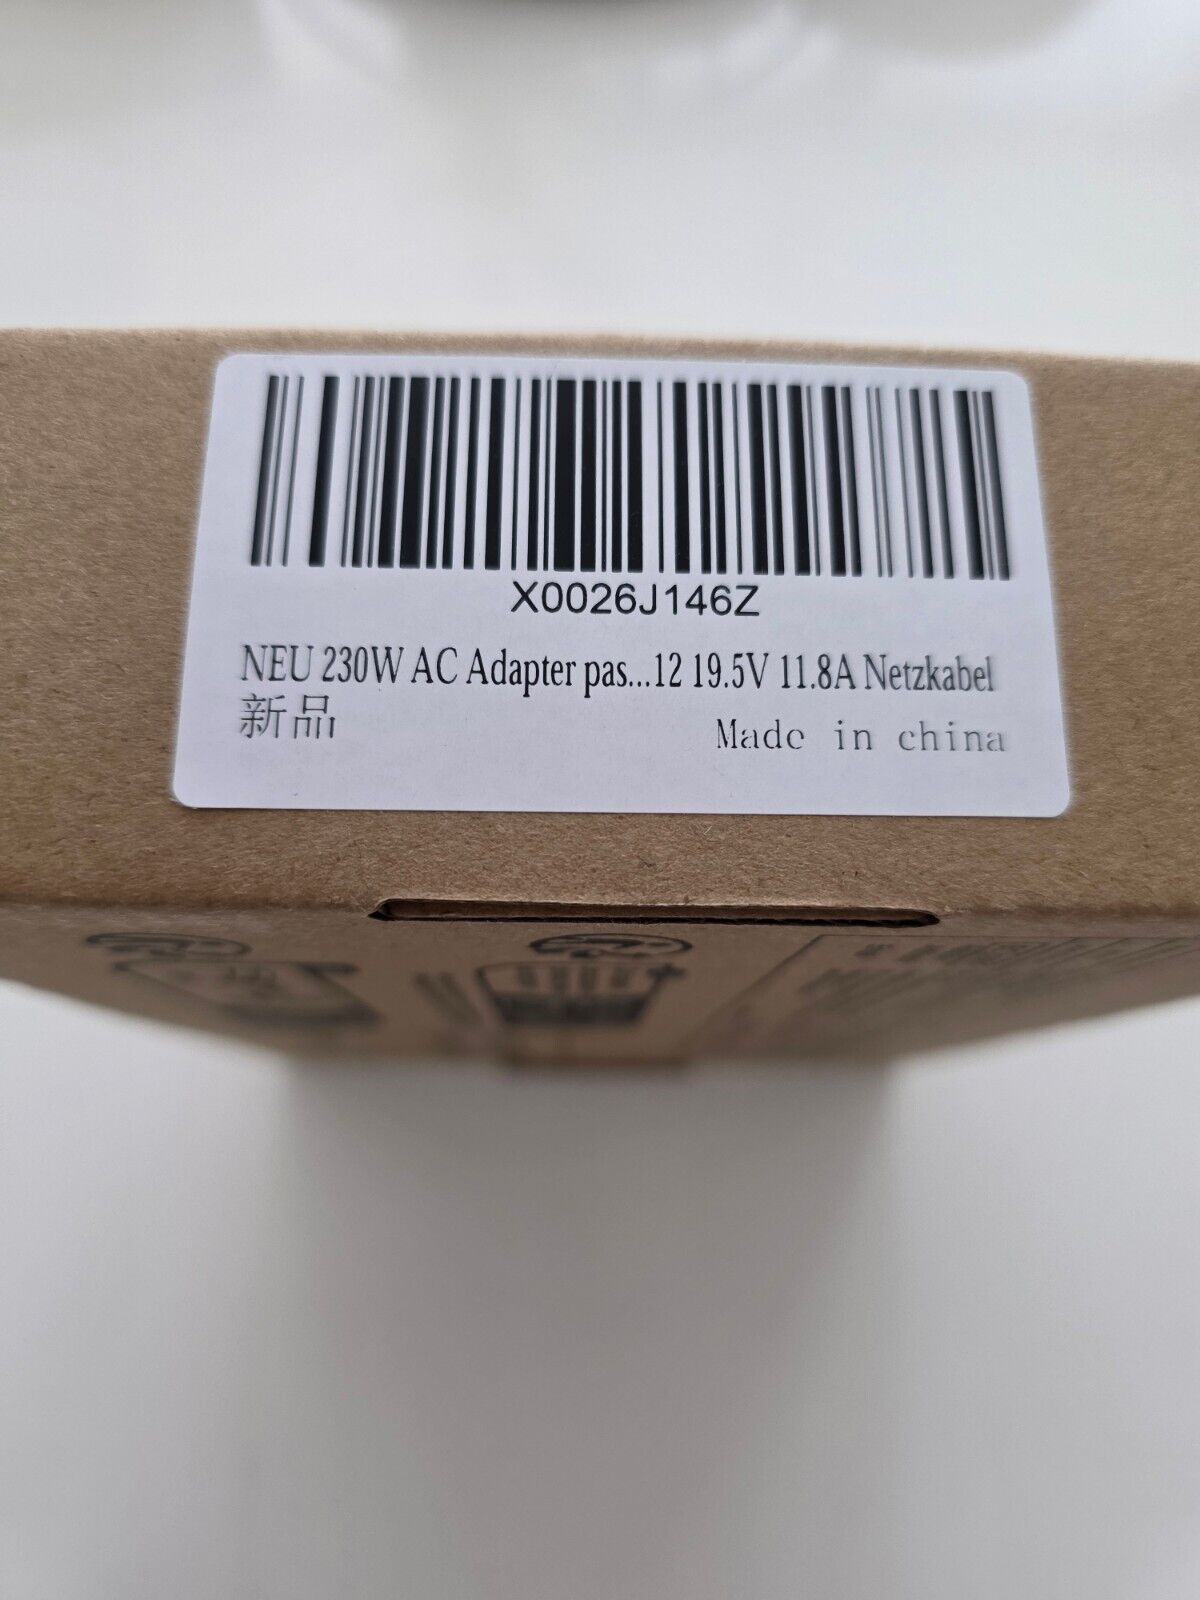 X0026J146Z
NEU 230W AC Adapter pas...12 19.5V 11.8A Netzkabel
新品
Made in china